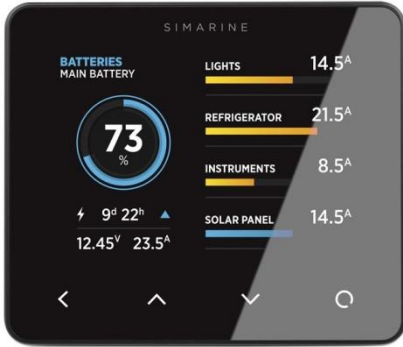 SIMARINE
BATTERIES
MAIN BATTERY
73
%
9d 22h
12.45V 23.5A
LIGHTS 14.5A
REFRIGERATOR 21.5A
INSTRUMENTS 8.5A
SOLAR PANEL 14.5A